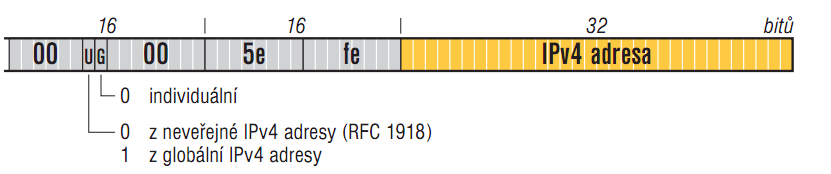 16 16 32 bitů
00 U G 00 5e fe IPv4 adresa
0 individuální
0 z neveřejné IPv4 adresy (RFC 1918)
1 z globální IPv4 adresy